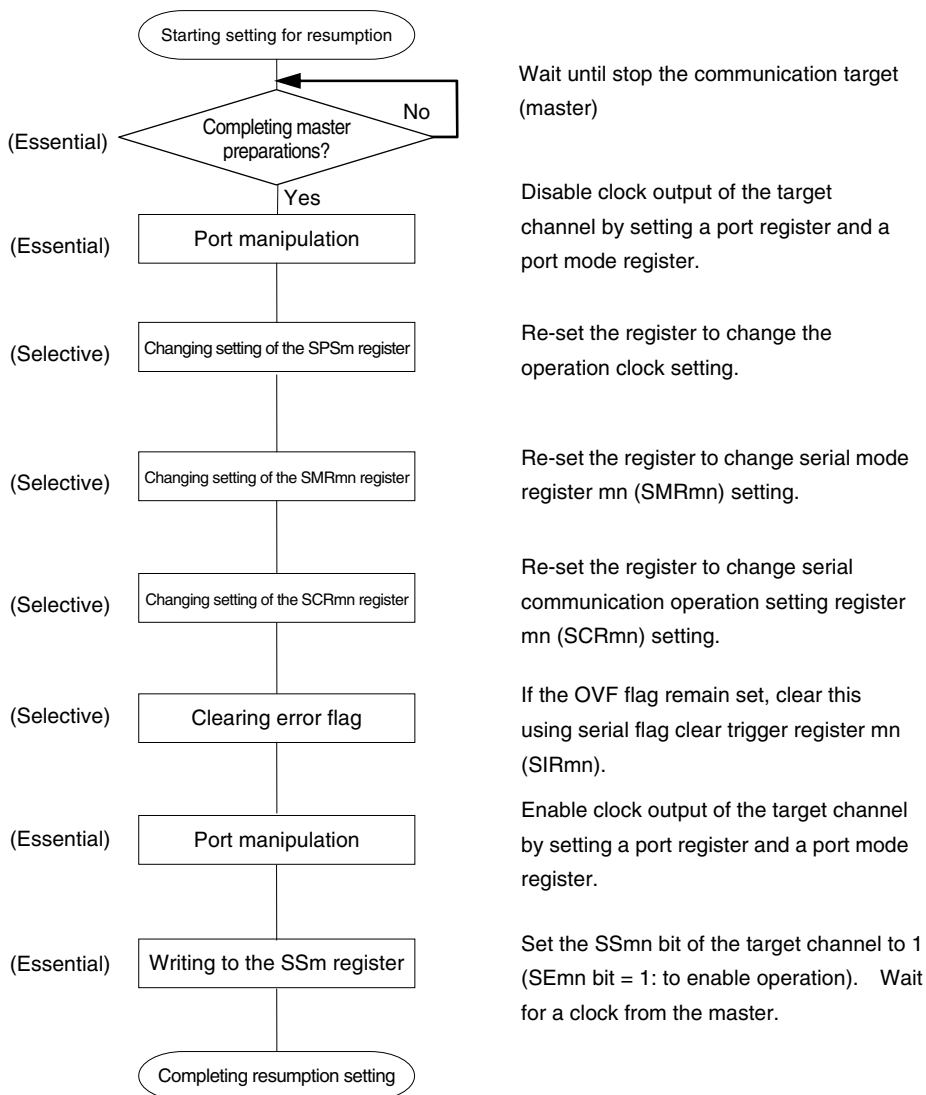 Starting setting for resumption
Wait until stop the communication target
(master)
No
(Essential)
Completing master
preparations?
Yes
Disable clock output of the target
channel by setting a port register and a
port mode register.
(Essential)
Port manipulation
(Selective)
Changing setting of the SPSm register
Re-set the register to change the
operation clock setting.
(Selective)
Changing setting of the SMRmn register
Re-set the register to change serial mode
register mn (SMRmn) setting.
(Selective)
Changing setting of the SCRmn register
Re-set the register to change serial
communication operation setting register
mn (SCRmn) setting.
(Selective)
Clearing error flag
If the OVF flag remain set, clear this
using serial flag clear trigger register mn
(SIRmn).
(Essential)
Port manipulation
Enable clock output of the target channel
by setting a port register and a port mode
register.
(Essential)
Writing to the SSm register
Set the SSmn bit of the target channel to 1
(SEmn bit = 1: to enable operation). Wait
for a clock from the master.
Completing resumption setting